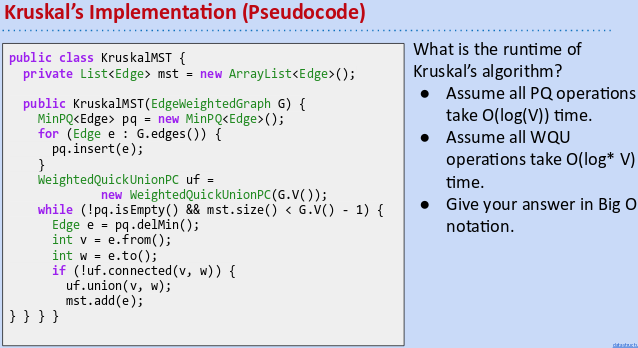 Kruskal's Implementation (Pseudocode)
public class KruskalMST {
  private List<Edge> mst = new ArrayList<Edge>();

  public KruskalMST(EdgeWeightedGraph G) {
    MinPQ<Edge> pq = new MinPQ<Edge>();
    for (Edge e : G.edges()) {
      pq.insert(e);
    }
    WeightedQuickUnionPC uf =
             new WeightedQuickUnionPC(G.V());
    while (!pq.isEmpty() && mst.size() < G.V() - 1) {
      Edge e = pq.delMin();
      int v = e.from();
      int w = e.to();
      if (!uf.connected(v, w)) {
        uf.union(v, w);
        mst.add(e);
} } } }
What is the runtime of
Kruskal's algorithm?
● Assume all PQ operations
take O(log(V)) time.
● Assume all WQU
operations take O(log* V)
time.
● Give your answer in Big O
notation.